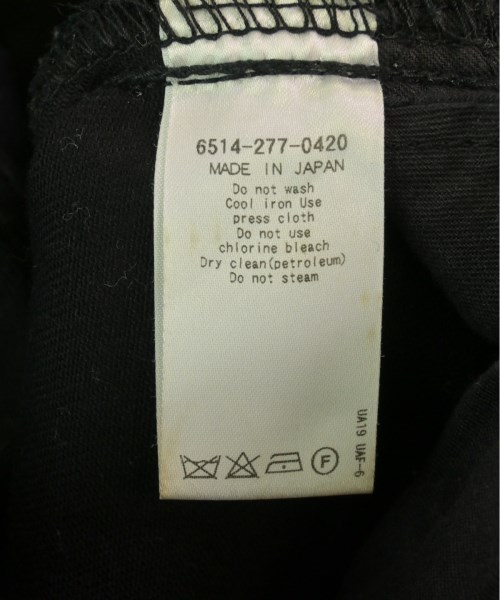 6514-277-0420
MADE IN JAPAN
Do not wash
Cool iron Use
press cloth
Do not use
chlorine bleach
Dry clean(petroleum)
Do not steam
UA19 UAF-6
F